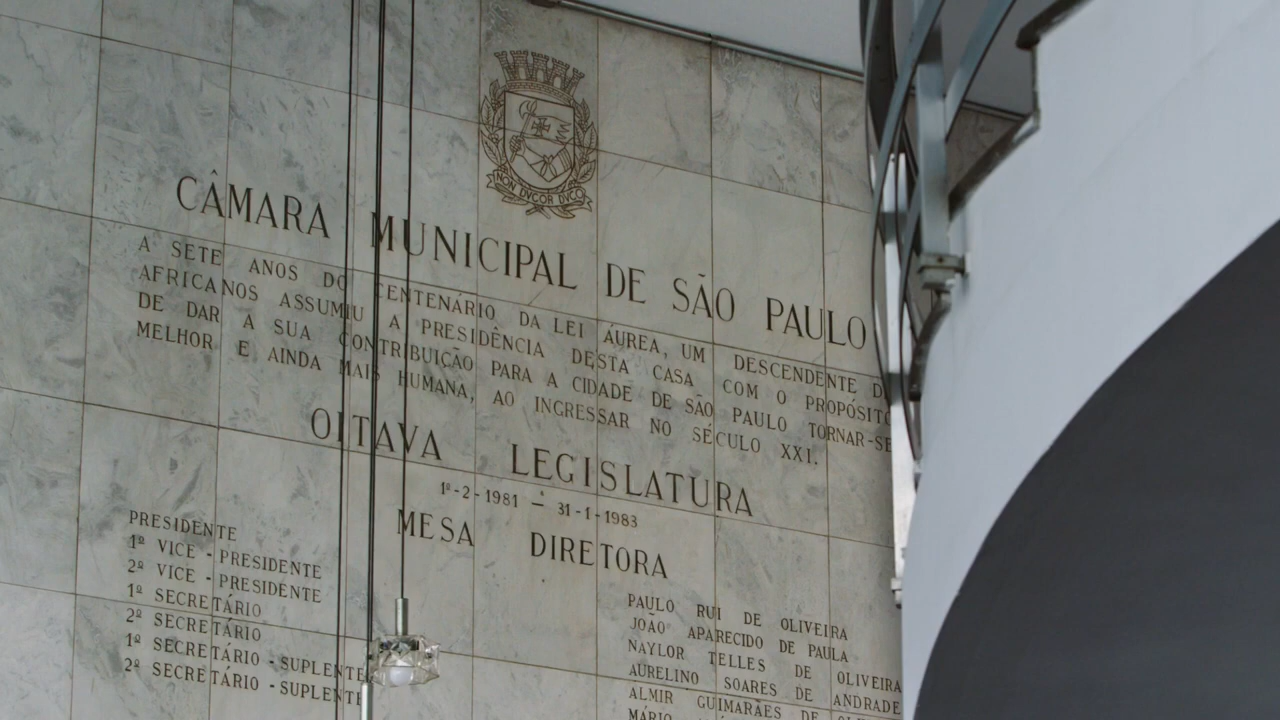 NON DVCOR DVCO
CÂMARA MUNICIPAL DE SÃO PAULO
A SETE ANOS DO CENTENÁRIO DA LEI ÁUREA, UM DESCENDENTE
AFRICANOS ASSUMIU A PRESIDÊNCIA DESTA CASA COM O PROPÓSITO
DE DAR A SUA CONTRIBUIÇÃO PARA A CIDADE DE SÃO PAULO TORNAR-SE
MELHOR E AINDA MAIS HUMANA, AO INGRESSAR NO SÉCULO XXI.
OITAVA LEGISLATURA
1º-2-1981 - 31-1-1983
MESA DIRETORA
PRESIDENTE
1º VICE - PRESIDENTE
2º VICE - PRESIDENTE
1º SECRETÁRIO
2º SECRETÁRIO
1º SECRETÁRIO - SUPLENTE
2º SECRETÁRIO - SUPLENTE
PAULO RUI DE OLIVEIRA
JOÃO APARECIDO DE PAULA
NAYLOR TELLES DE OLIVEIRA
AURELINO SOARES DE ANDRADE
ALMIR GUIMARÃES DE
MÁRIO